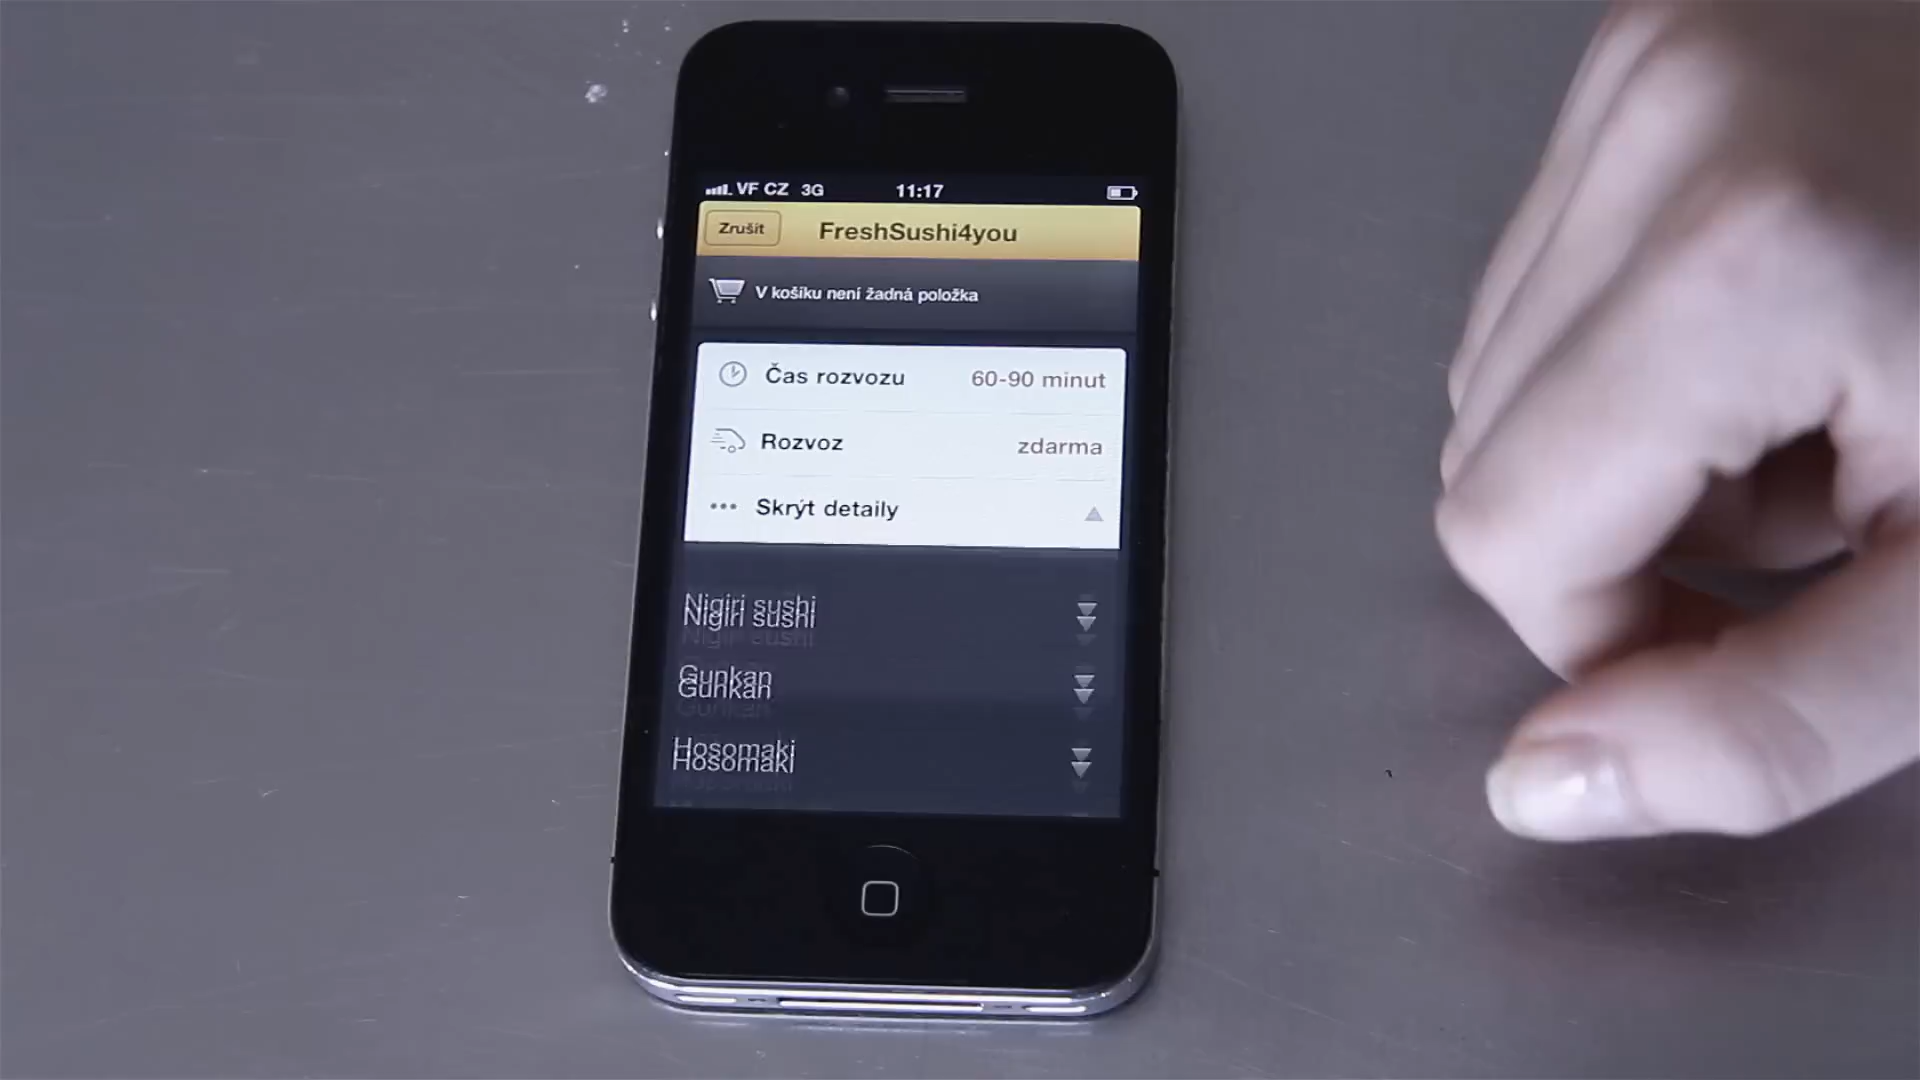 VF CZ 3G 11:17
Zrušit FreshSushi4you
V košíku není žádná položka
Čas rozvozu 60-90 minut
Rozvoz zdarma
Skrýt detaily
Nigiri sushi
Gunkan
Hosomaki